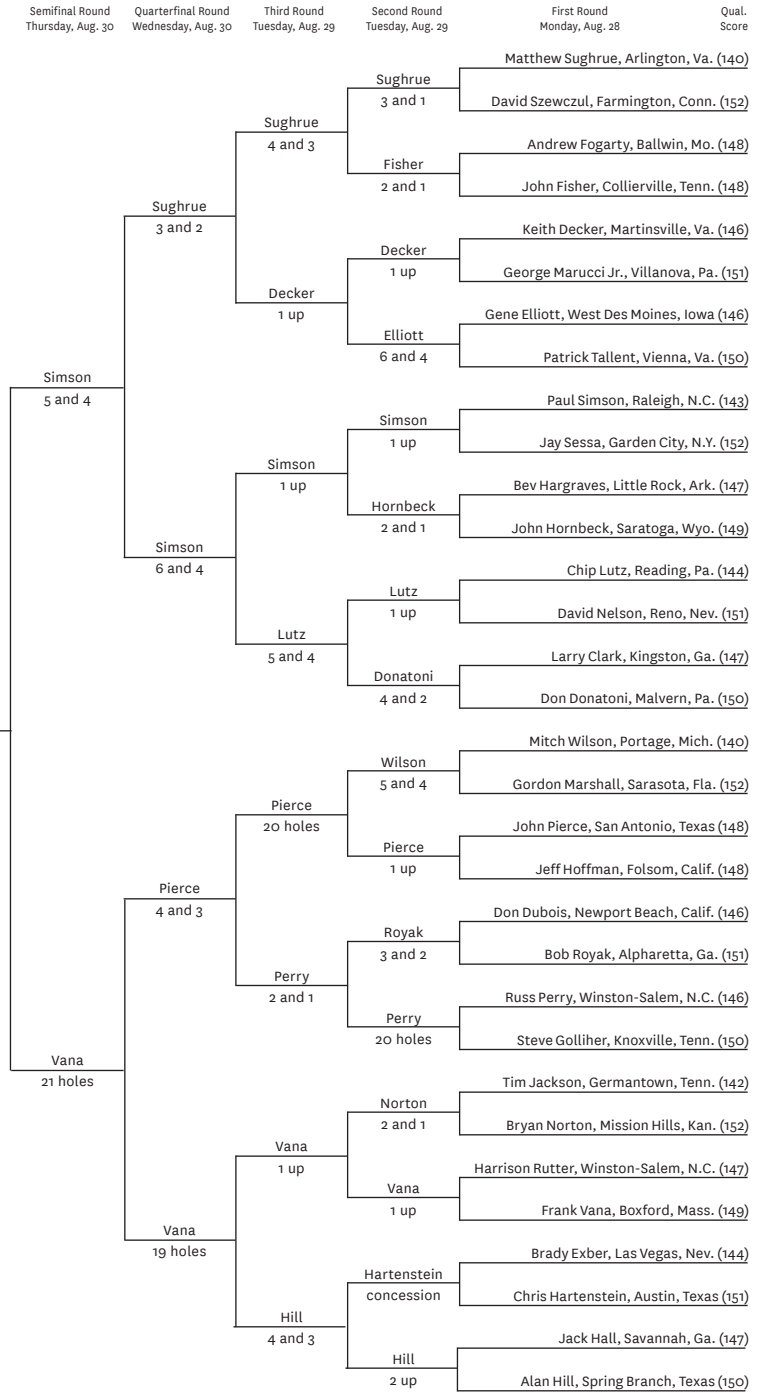 Semifinal Round
Thursday, Aug. 30
Quarterfinal Round
Wednesday, Aug. 30
Third Round
Tuesday, Aug. 29
Second Round
Tuesday, Aug. 29
First Round
Monday, Aug. 28
Qual.
Score
Matthew Sughrue, Arlington, Va. (140)
Sughrue
3 and 1
David Szewczul, Farmington, Conn. (152)
Sughrue
4 and 3
Andrew Fogarty, Ballwin, Mo. (148)
Fisher
2 and 1
John Fisher, Collierville, Tenn. (148)
Sughrue
3 and 2
Keith Decker, Martinsville, Va. (146)
Decker
1 up
George Marucci Jr., Villanova, Pa. (151)
Decker
1 up
Gene Elliott, West Des Moines, Iowa (146)
Elliott
6 and 4
Patrick Tallent, Vienna, Va. (150)
Simson
5 and 4
Paul Simson, Raleigh, N.C. (143)
Simson
1 up
Jay Sessa, Garden City, N.Y. (152)
Simson
1 up
Bev Hargraves, Little Rock, Ark. (147)
Hornbeck
2 and 1
John Hornbeck, Saratoga, Wyo. (149)
Simson
6 and 4
Chip Lutz, Reading, Pa. (144)
Lutz
1 up
David Nelson, Reno, Nev. (151)
Lutz
5 and 4
Larry Clark, Kingston, Ga. (147)
Donatoni
4 and 2
Don Donatoni, Malvern, Pa. (150)
Mitch Wilson, Portage, Mich. (140)
Wilson
5 and 4
Gordon Marshall, Sarasota, Fla. (152)
Pierce
20 holes
John Pierce, San Antonio, Texas (148)
Pierce
1 up
Jeff Hoffman, Folsom, Calif. (148)
Pierce
4 and 3
Don Dubois, Newport Beach, Calif. (146)
Royak
3 and 2
Bob Royak, Alpharetta, Ga. (151)
Perry
2 and 1
Russ Perry, Winston-Salem, N.C. (146)
Perry
20 holes
Steve Golliher, Knoxville, Tenn. (150)
Vana
21 holes
Tim Jackson, Germantown, Tenn. (142)
Norton
2 and 1
Bryan Norton, Mission Hills, Kan. (152)
Vana
1 up
Harrison Rutter, Winston-Salem, N.C. (147)
Vana
1 up
Frank Vana, Boxford, Mass. (149)
Vana
19 holes
Brady Exber, Las Vegas, Nev. (144)
Hartenstein
concession
Chris Hartenstein, Austin, Texas (151)
Hill
4 and 3
Jack Hall, Savannah, Ga. (147)
Hill
2 up
Alan Hill, Spring Branch, Texas (150)